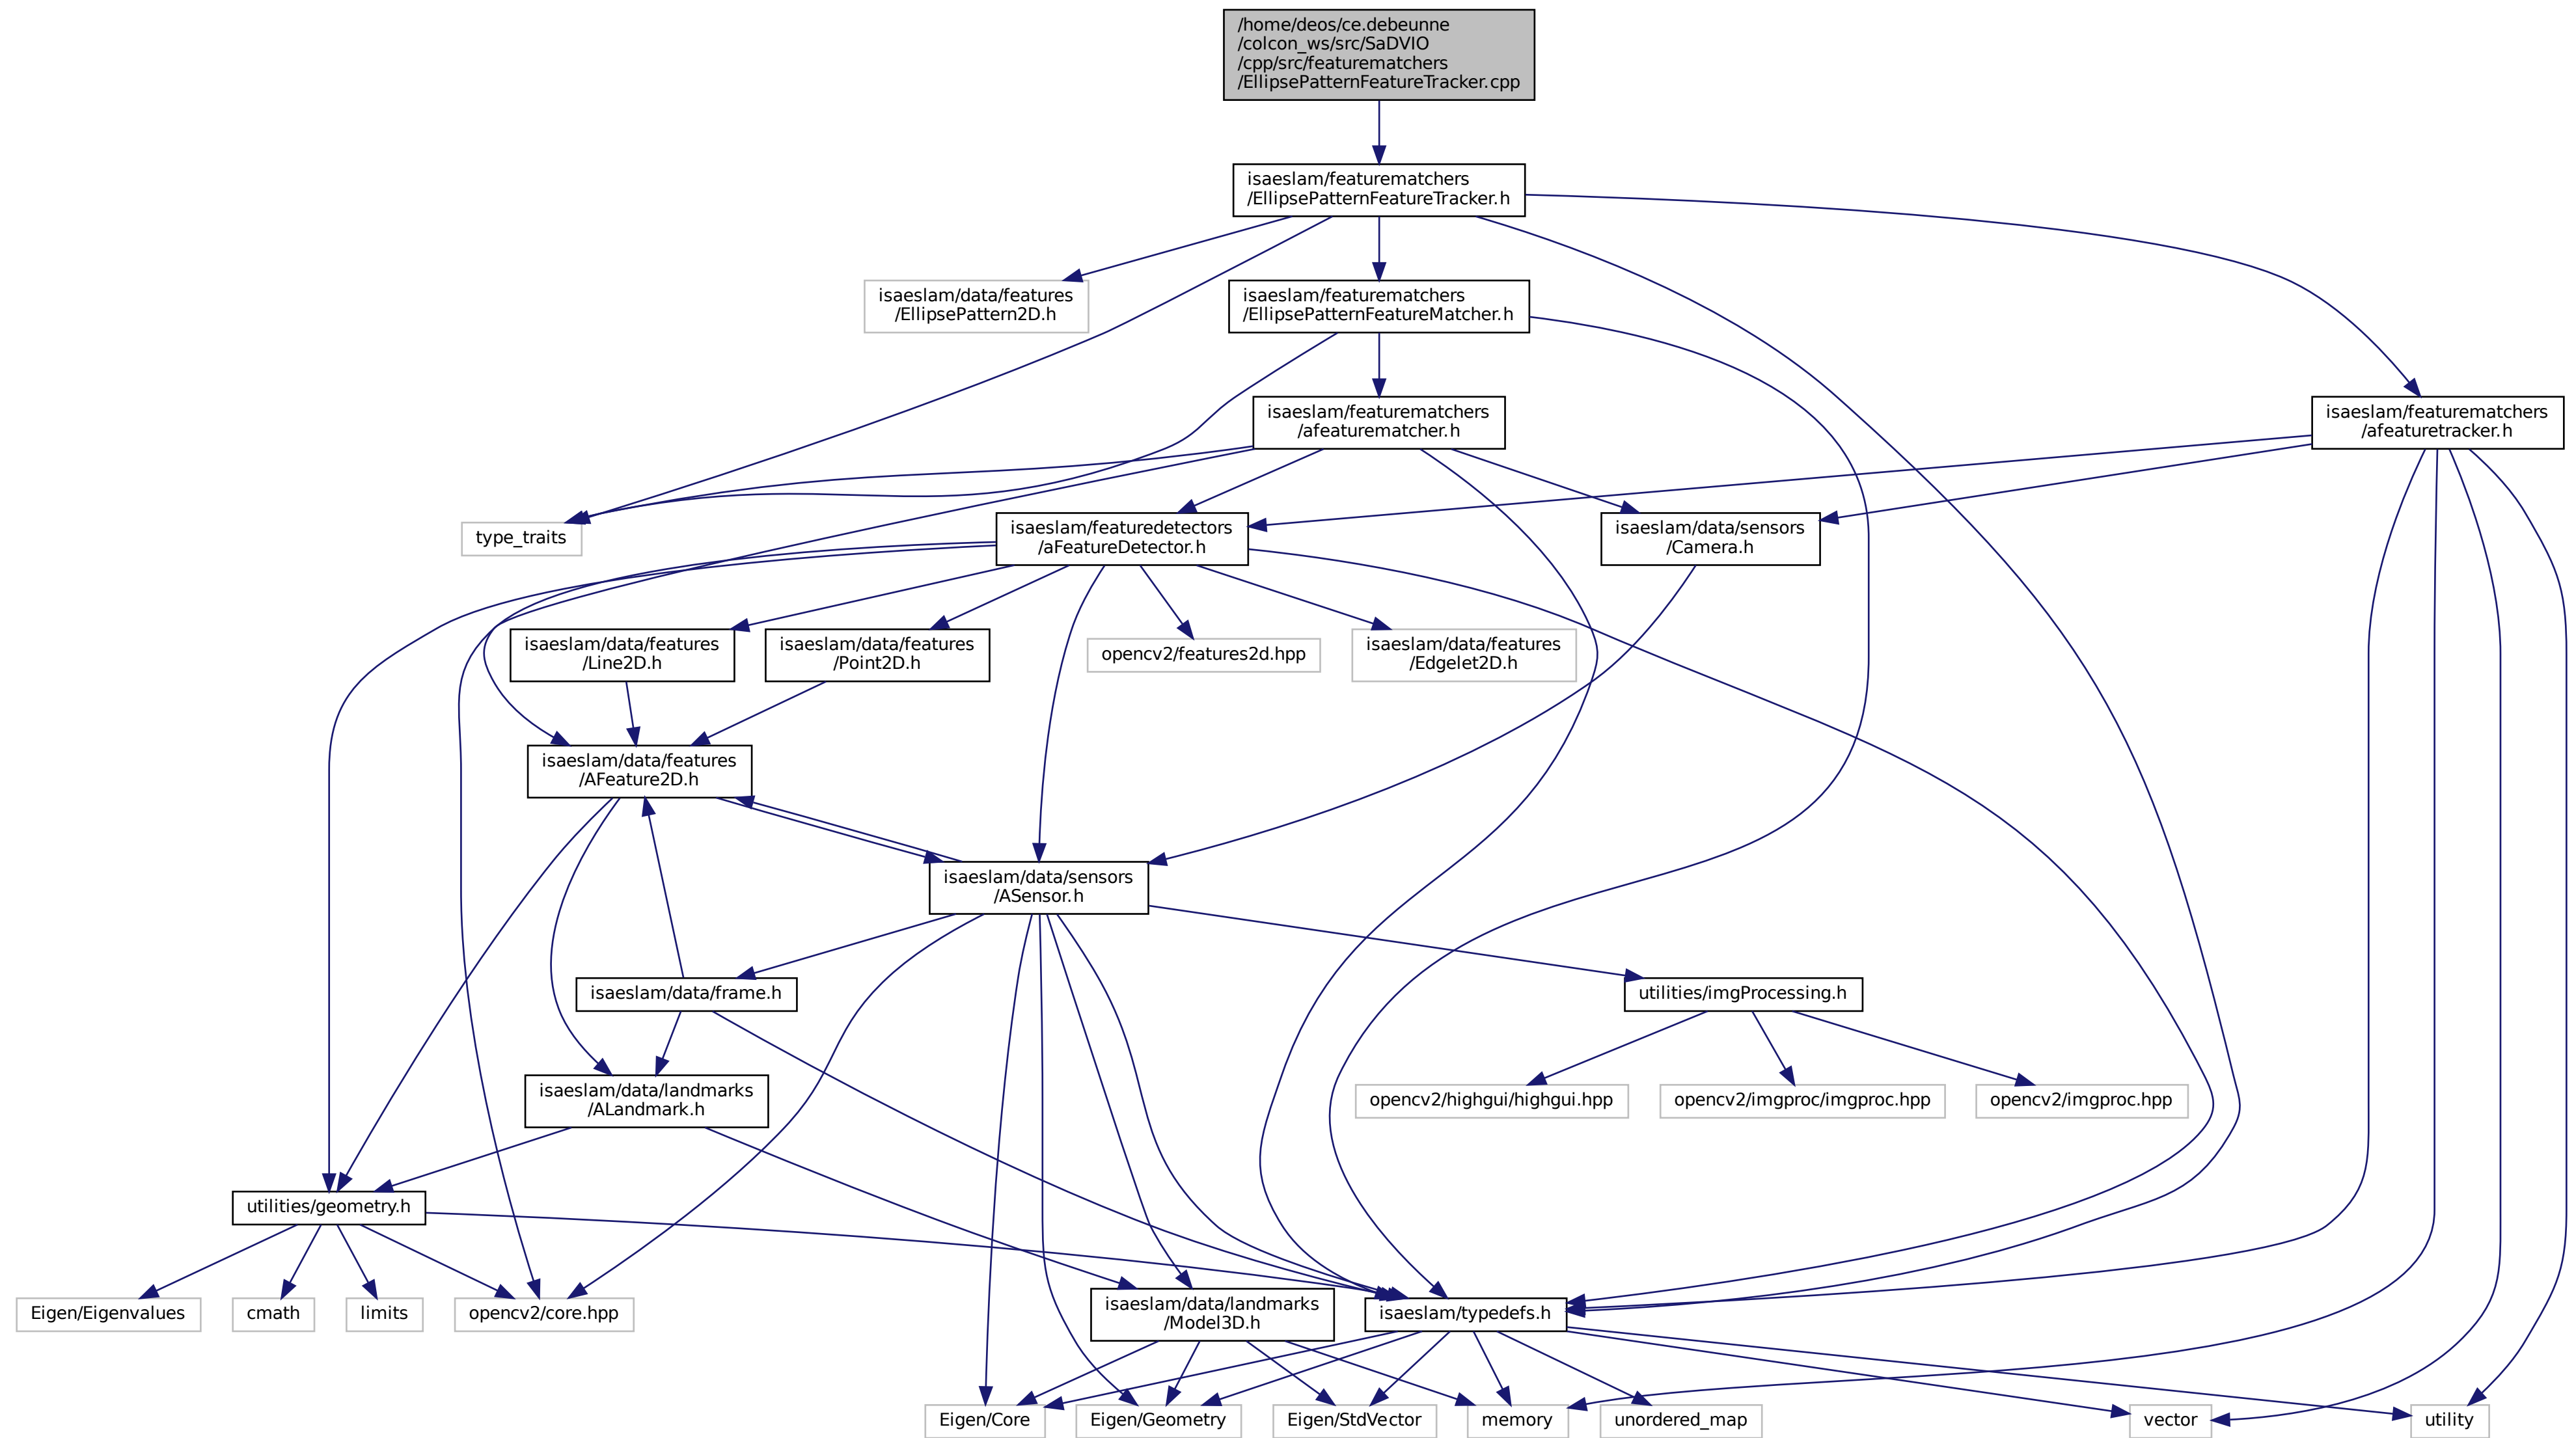 /home/deos/ce.debeunne
/colcon_ws/src/SaDVIO
/cpp/src/featurematchers
/EllipsePatternFeatureTracker.cpp
isaeslam/featurematchers
/EllipsePatternFeatureTracker.h
isaeslam/data/features
/EllipsePattern2D.h
isaeslam/featurematchers
/EllipsePatternFeatureMatcher.h
isaeslam/featurematchers
/afeaturematcher.h
isaeslam/featurematchers
/afeaturetracker.h
type_traits
isaeslam/featuredetectors
/aFeatureDetector.h
isaeslam/data/sensors
/Camera.h
isaeslam/data/features
/Line2D.h
isaeslam/data/features
/Point2D.h
opencv2/features2d.hpp
isaeslam/data/features
/Edgelet2D.h
isaeslam/data/features
/AFeature2D.h
isaeslam/data/sensors
/ASensor.h
isaeslam/data/frame.h
utilities/imgProcessing.h
isaeslam/data/landmarks
/ALandmark.h
opencv2/highgui/highgui.hpp
opencv2/imgproc/imgproc.hpp
opencv2/imgproc.hpp
utilities/geometry.h
Eigen/Eigenvalues
cmath
limits
opencv2/core.hpp
isaeslam/data/landmarks
/Model3D.h
isaeslam/typedefs.h
Eigen/Core
Eigen/Geometry
Eigen/StdVector
memory
unordered_map
vector
utility